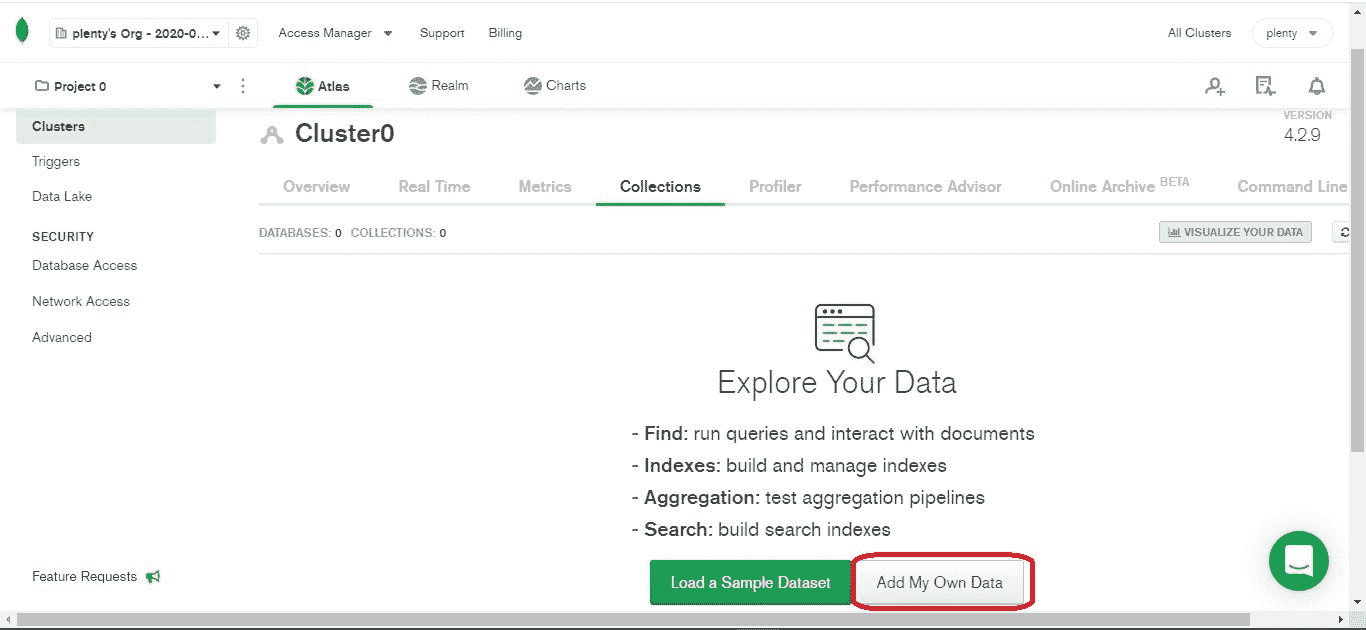 plenty's Org - 2020-0... Access Manager Support Billing All Clusters plenty
Project 0 Atlas Realm Charts
Clusters
Triggers
Data Lake
SECURITY
Database Access
Network Access
Advanced
Feature Requests
Cluster0
VERSION
4.2.9
Overview Real Time Metrics Collections Profiler Performance Advisor Online Archive BETA Command Line
DATABASES: 0 COLLECTIONS: 0 VISUALIZE YOUR DATA
Explore Your Data
- Find: run queries and interact with documents
- Indexes: build and manage indexes
- Aggregation: test aggregation pipelines
- Search: build search indexes
Load a Sample Dataset Add My Own Data